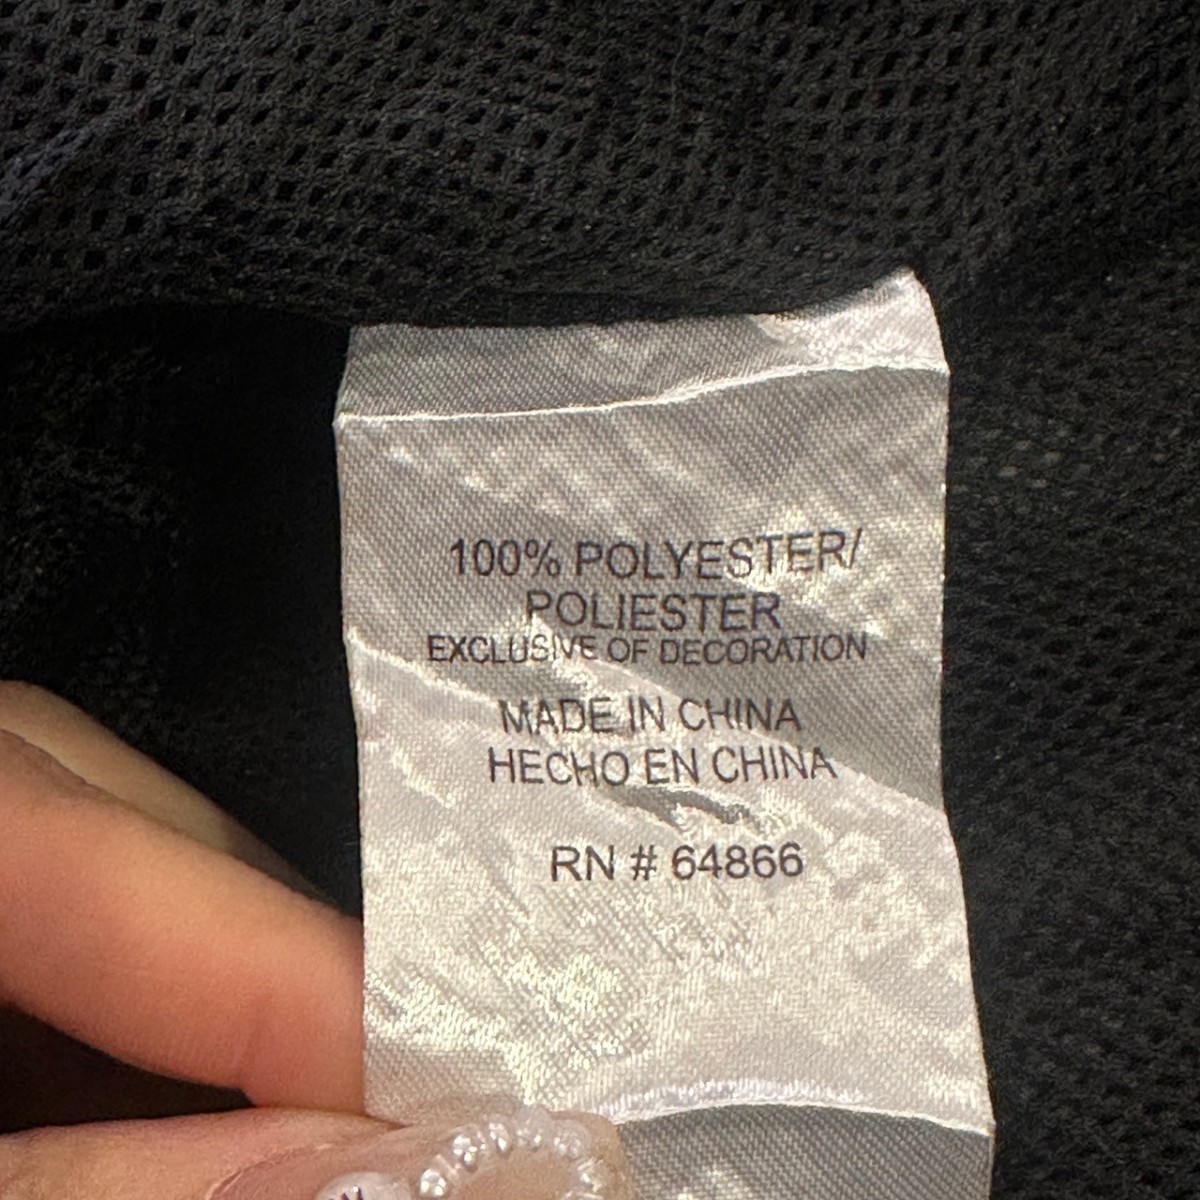 100% POLYESTER/
POLIESTER
EXCLUSIVE OF DECORATION
MADE IN CHINA
HECHO EN CHINA
RN # 64866